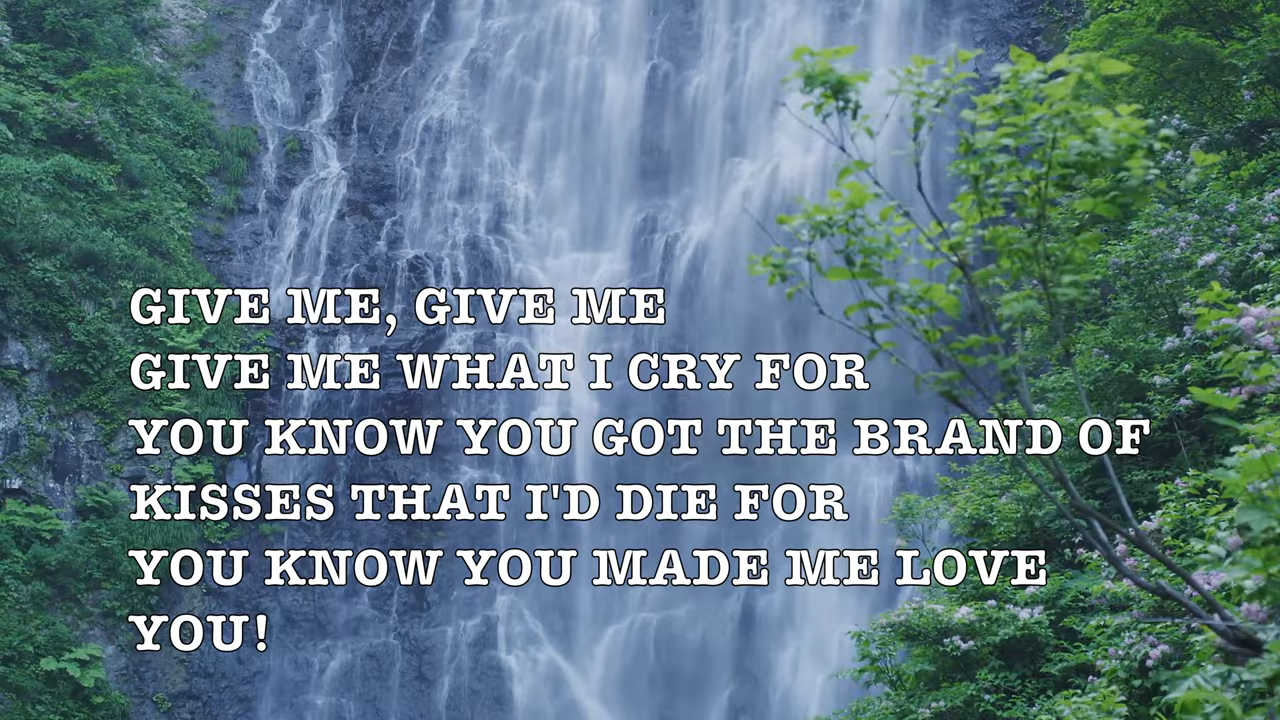 GIVE ME, GIVE ME
GIVE ME WHAT I CRY FOR
YOU KNOW YOU GOT THE BRAND OF
KISSES THAT I'D DIE FOR
YOU KNOW YOU MADE ME LOVE
YOU!